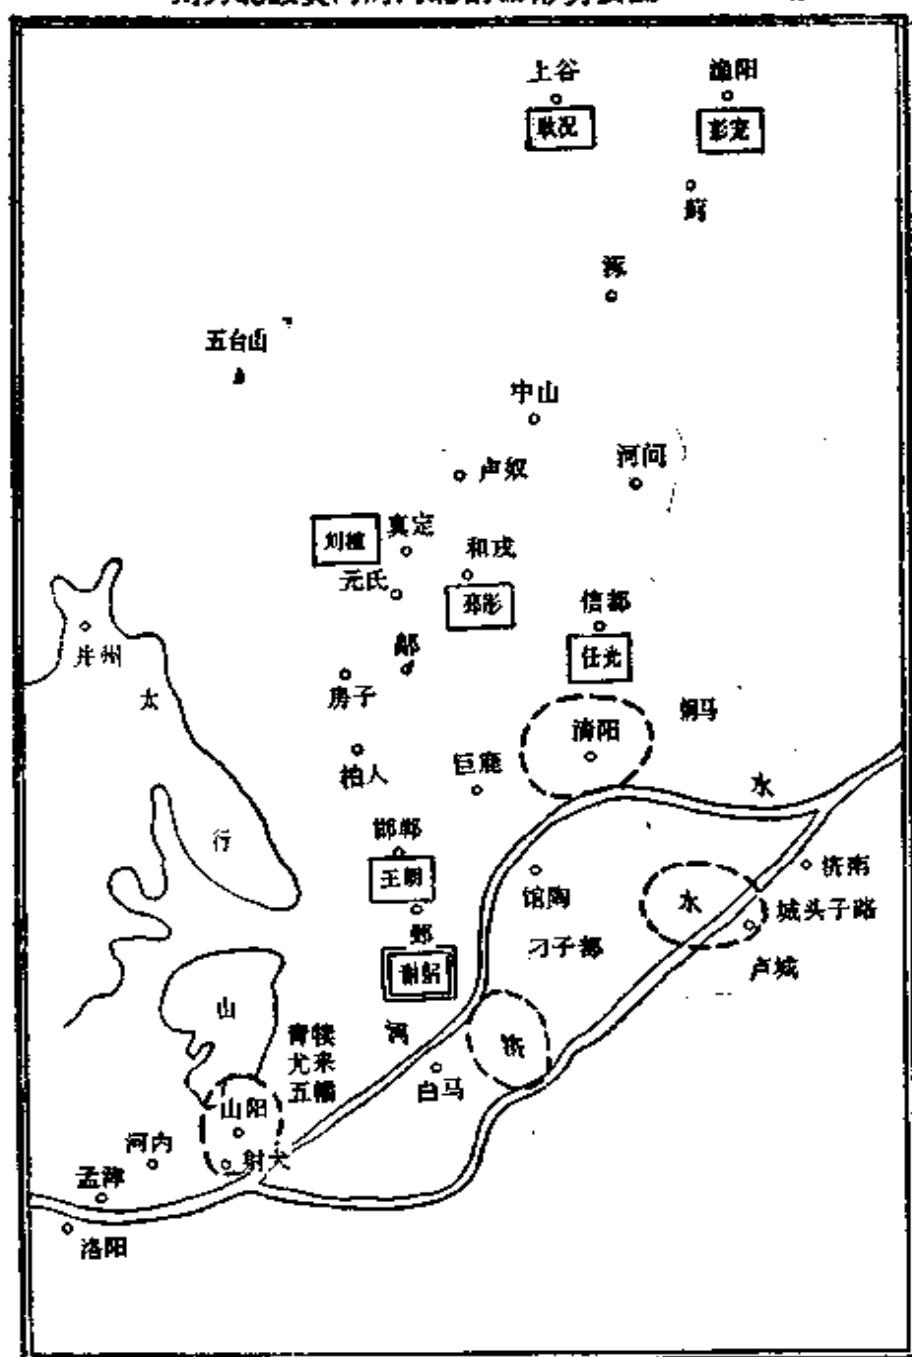 上谷
渔阳
耿况
彭宠
蓟
涿
五台山
中山
卢奴
河间
刘植
真定
和戎
元氏
邳彤
信都
任光
鄗
房子
并州
太
铜马
清阳
柏人
巨鹿
水
邯郸
行
王朗
馆陶
水
济南
城头子路
邺
刁子都
谢躬
卢城
山
河
青犊
尤来
五幡
济
白马
山阳
河内
射犬
孟津
洛阳